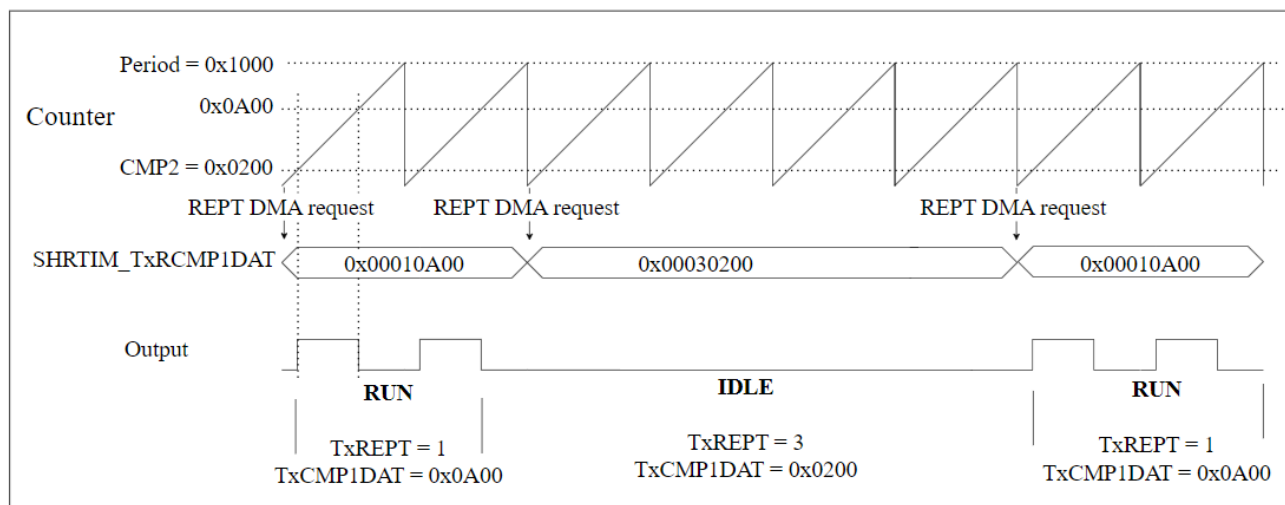 Period = 0x1000
0x0A00
Counter
CMP2 = 0x0200
REPT DMA request REPT DMA request REPT DMA request
SHRTIM_TxRCMP1DAT 0x00010A00 0x00030200 0x00010A00
Output
RUN IDLE RUN
TxREPT = 1 TxREPT = 3 TxREPT = 1
TxCMP1DAT = 0x0A00 TxCMP1DAT = 0x0200 TxCMP1DAT = 0x0A00